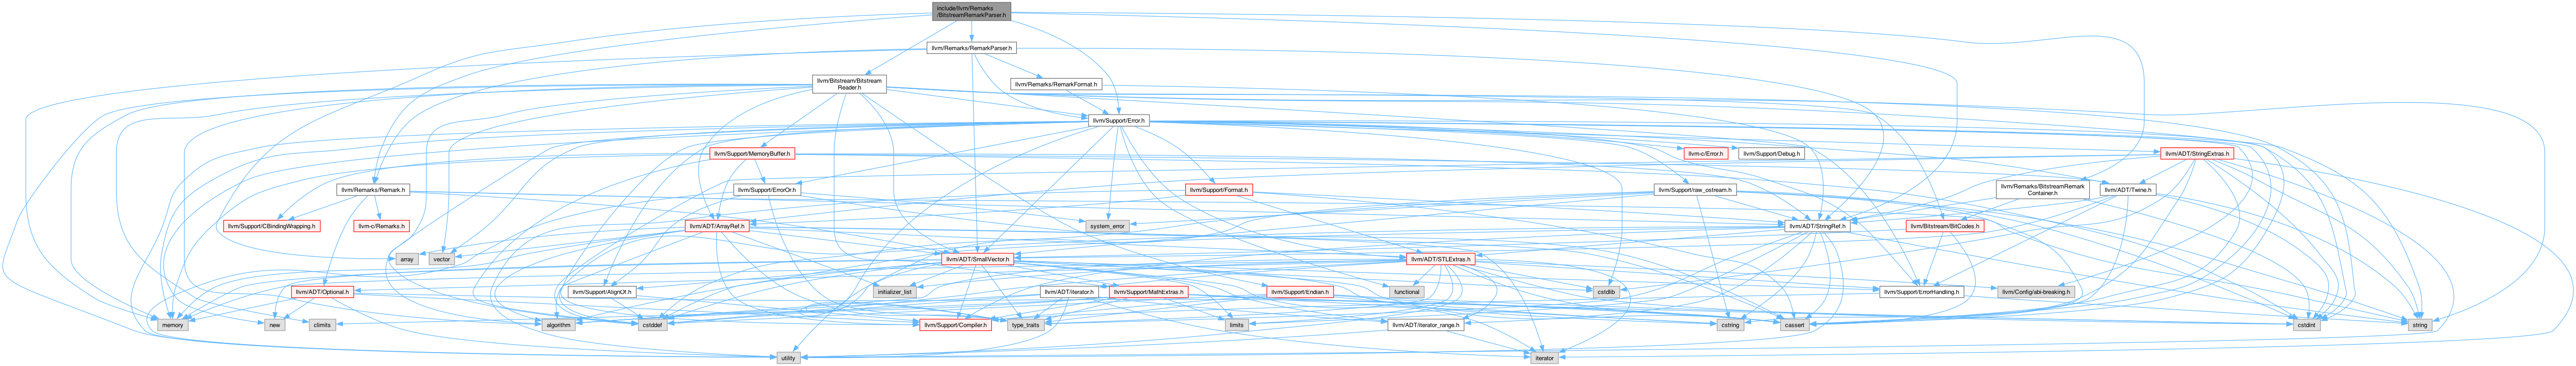 include/llvm/Remarks
/BitstreamRemarkParser.h
llvm/Remarks/RemarkParser.h
llvm/Bitstream/Bitstream
Reader.h
llvm/Remarks/RemarkFormat.h
llvm/Support/Error.h
llvm/Support/MemoryBuffer.h
llvm-c/Error.h
llvm/Support/Debug.h
llvm/ADT/StringExtras.h
llvm/Remarks/Remark.h
llvm/Support/ErrorOr.h
llvm/Support/Format.h
llvm/Support/raw_ostream.h
llvm/Remarks/BitstreamRemark
Container.h
llvm/ADT/Twine.h
llvm/Support/CBindingWrapping.h
llvm-c/Remarks.h
llvm/ADT/ArrayRef.h
system_error
llvm/ADT/StringRef.h
llvm/Bitstream/BitCodes.h
array
vector
llvm/ADT/SmallVector.h
llvm/ADT/STLExtras.h
llvm/ADT/Optional.h
llvm/Support/AlignOf.h
initializer_list
llvm/ADT/iterator.h
llvm/Support/MathExtras.h
llvm/Support/Endian.h
functional
cstdlib
llvm/Support/ErrorHandling.h
llvm/Config/abi-breaking.h
memory
new
climits
algorithm
cstddef
llvm/Support/Compiler.h
type_traits
limits
llvm/ADT/iterator_range.h
cstring
cassert
cstdint
string
utility
iterator